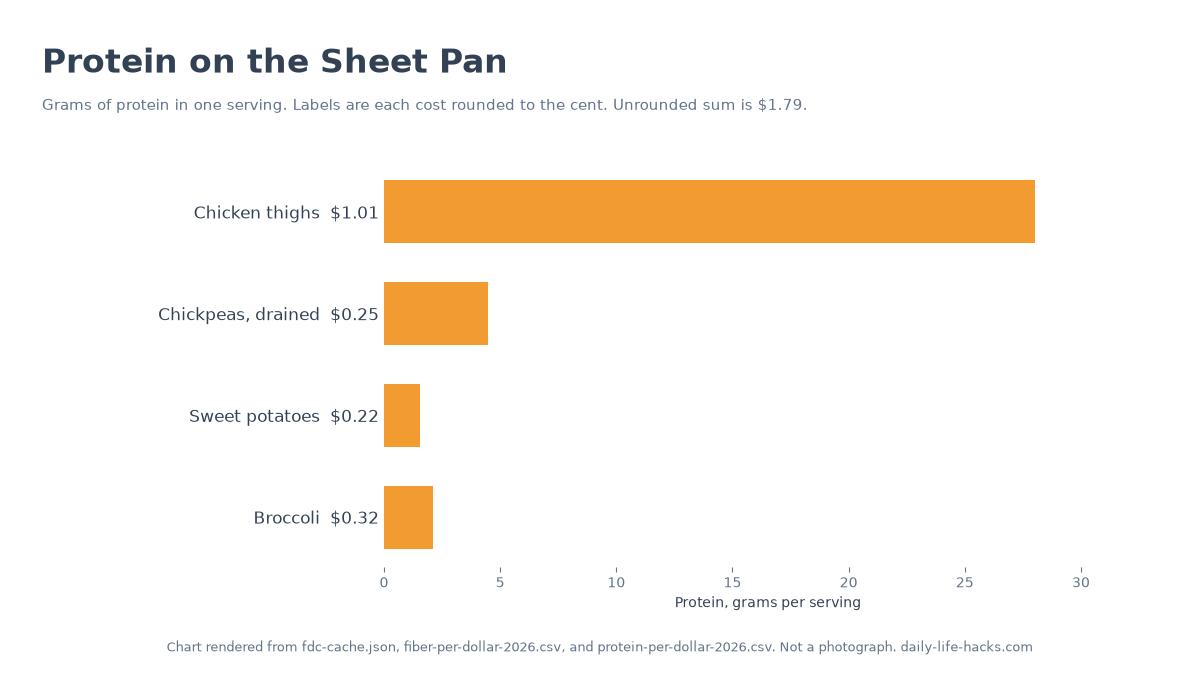 Protein on the Sheet Pan
Grams of protein in one serving. Labels are each cost rounded to the cent. Unrounded sum is $1.79.
Chicken thighs $1.01
Chickpeas, drained $0.25
Sweet potatoes $0.22
Broccoli $0.32
0 5 10 15 20 25 30
Protein, grams per serving
Chart rendered from fdc-cache.json, fiber-per-dollar-2026.csv, and protein-per-dollar-2026.csv. Not a photograph. daily-life-hacks.com